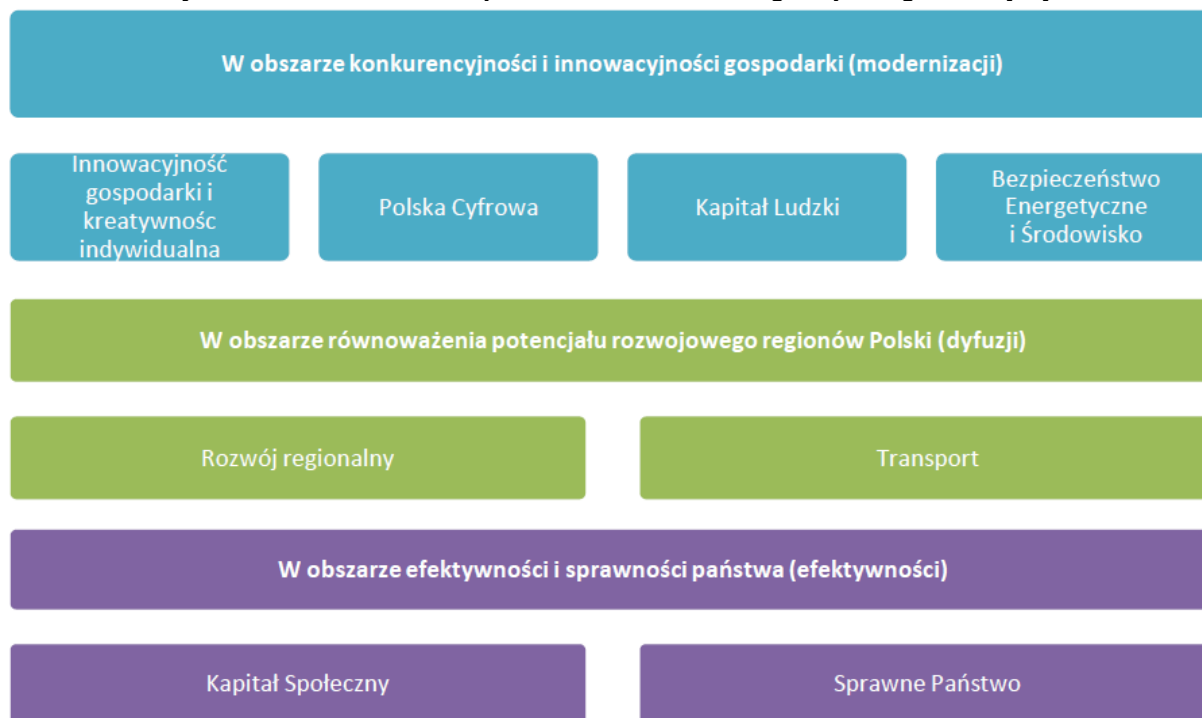 W obszarze konkurencyjności i innowacyjności gospodarki (modernizacji)
Innowacyjność
gospodarki i
kreatywnośc
indywidualna
Polska Cyfrowa
Kapitał Ludzki
Bezpieczeństwo
Energetyczne
i Środowisko
W obszarze równoważenia potencjału rozwojowego regionów Polski (dyfuzji)
Rozwój regionalny
Transport
W obszarze efektywności i sprawności państwa (efektywności)
Kapitał Społeczny
Sprawne Państwo